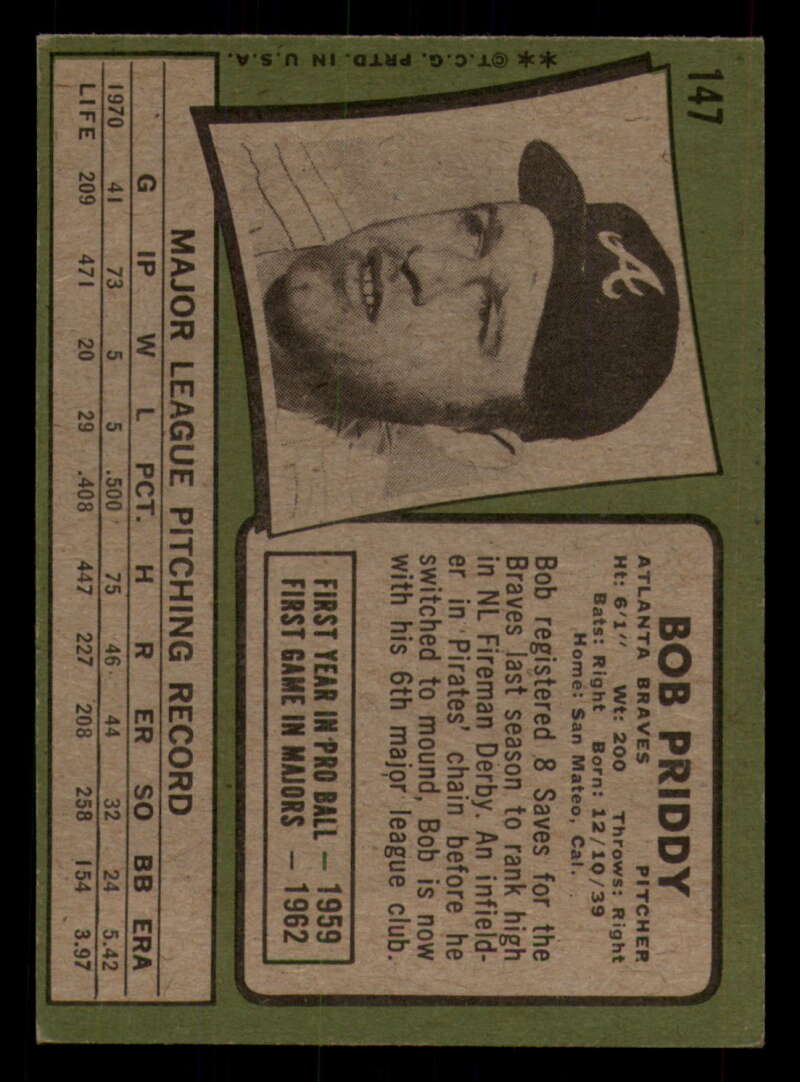 147
**©T.C.G. PRTD. IN U.S.A.
A
BOB PRIDDY
ATLANTA BRAVES PITCHER
Ht: 6'1" Wt: 200 Throws: Right
Bats: Right Born: 12/10/39
Home: San Mateo, Cal.
Bob registered 8 Saves for the
Braves last season to rank high
in NL Fireman Derby. An infield-
er in Pirates' chain before he
switched to mound, Bob is now
with his 6th major league club.
FIRST YEAR IN PRO BALL — 1959
FIRST GAME IN MAJORS — 1962
MAJOR LEAGUE PITCHING RECORD
G IP W L PCT. H R ER SO BB ERA
1970 41 73 5 5 .500 75 46 44 32 24 5.42
LIFE 209 471 20 29 .408 447 227 208 258 154 3.97